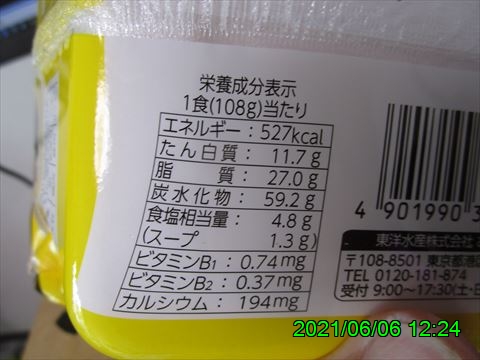 栄養成分表示
1食(108g)当たり
エネルギー：527kcal
たん白質：11.7g
脂　　質：27.0g
炭水化物：59.2g
食塩相当量：4.8g
(スープ　1.3g)
ビタミンB1：0.74mg
ビタミンB2：0.37mg
カルシウム：194mg
4 901990 3
東洋水産株式会社
〒108-8501 東京都港
TEL 0120-181-874
受付 9:00～17:30(土・日
2021/06/06 12:24